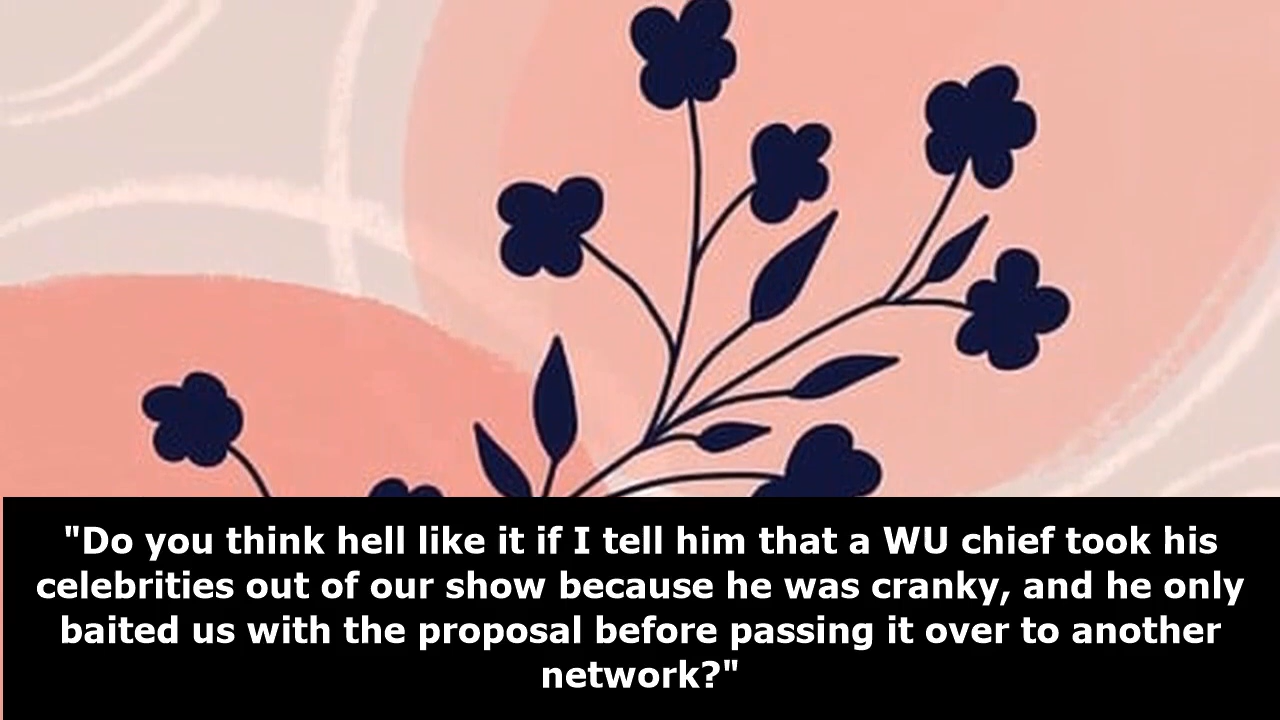 "Do you think hell like it if I tell him that a WU chief took his
celebrities out of our show because he was cranky, and he only
baited us with the proposal before passing it over to another
network?"